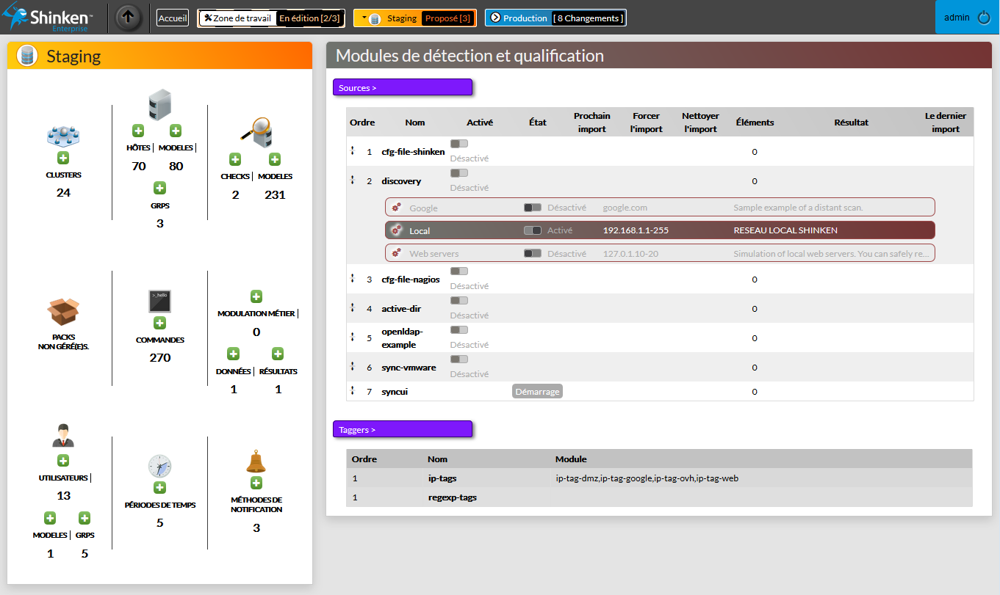 Shinken™
Enterprise
Accueil
Zone de travail En édition [2/3]
Staging Proposé [3]
Production [ 8 Changements ]
admin
Staging
CLUSTERS
24
HÔTES MODELES
70 80
GRPS
3
CHECKS MODELES
2 231
PACKS
NON GÉRÉ(E)S.
>_hello
COMMANDES
270
MODULATION MÉTIER
0
DONNÉES RÉSULTATS
1 1
UTILISATEURS
13
MODELES GRPS
1 5
PÉRIODES DE TEMPS
5
MÉTHODES DE
NOTIFICATION
3
Modules de détection et qualification
Sources >
Ordre Nom Activé État Prochain import Forcer l'import Nettoyer l'import Éléments Résultat Le dernier import
1 cfg-file-shinken Désactivé 0
2 discovery Désactivé 0
Google Désactivé google.com Sample example of a distant scan.
Local Activé 192.168.1.1-255 RESEAU LOCAL SHINKEN
Web servers Désactivé 127.0.1.10-20 Simulation of local web servers. You can safely re...
3 cfg-file-nagios Désactivé 0
4 active-dir Désactivé 0
5 openldap-example Désactivé 0
6 sync-vmware Désactivé 0
7 syncui Démarrage 0
Taggers >
Ordre Nom Module
1 ip-tags ip-tag-dmz,ip-tag-google,ip-tag-ovh,ip-tag-web
1 regexp-tags